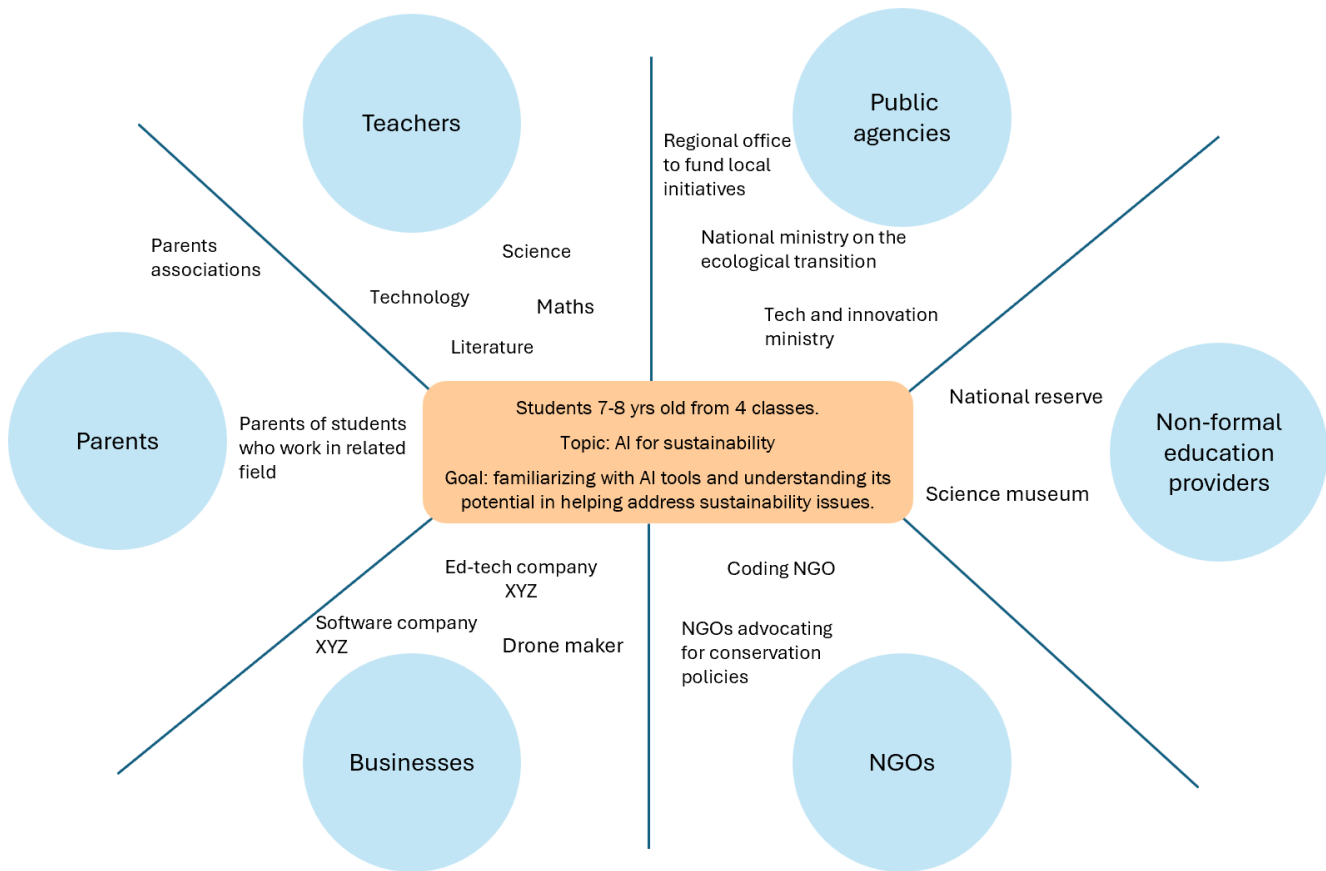 Teachers
Science
Technology
Maths
Literature
Public
agencies
Regional office
to fund local
initiatives
National ministry on the
ecological transition
Tech and innovation
ministry
Parents
associations
Parents
Parents of students
who work in related
field
Students 7-8 yrs old from 4 classes.
Topic: AI for sustainability
Goal: familiarizing with AI tools and understanding its
potential in helping address sustainability issues.
National reserve
Science museum
Non-formal
education
providers
Ed-tech company
XYZ
Software company
XYZ
Drone maker
Businesses
Coding NGO
NGOs advocating
for conservation
policies
NGOs